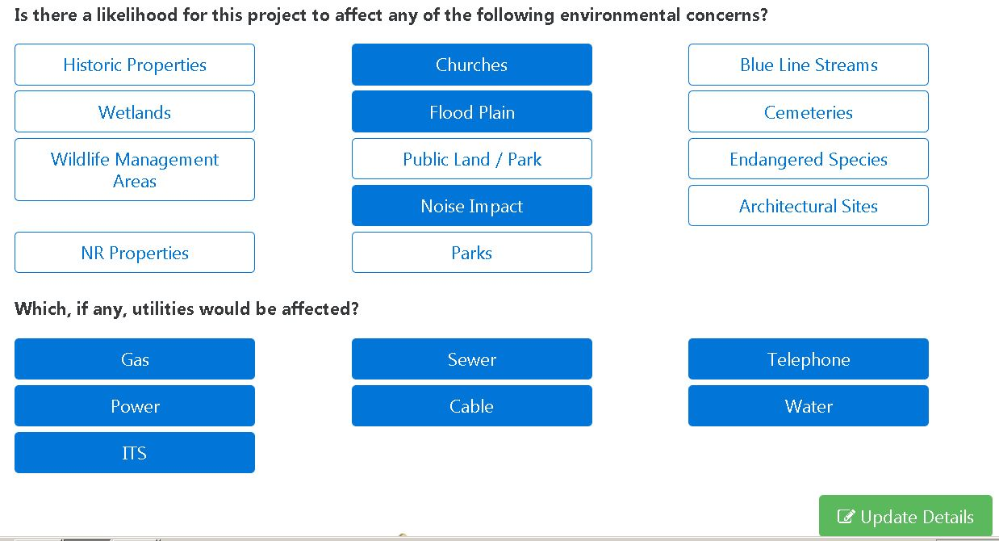 Is there a likelihood for this project to affect any of the following environmental concerns?
Historic Properties
Churches
Blue Line Streams
Wetlands
Flood Plain
Cemeteries
Wildlife Management
Areas
Public Land / Park
Endangered Species
Noise Impact
Architectural Sites
NR Properties
Parks
Which, if any, utilities would be affected?
Gas
Sewer
Telephone
Power
Cable
Water
ITS
Update Details